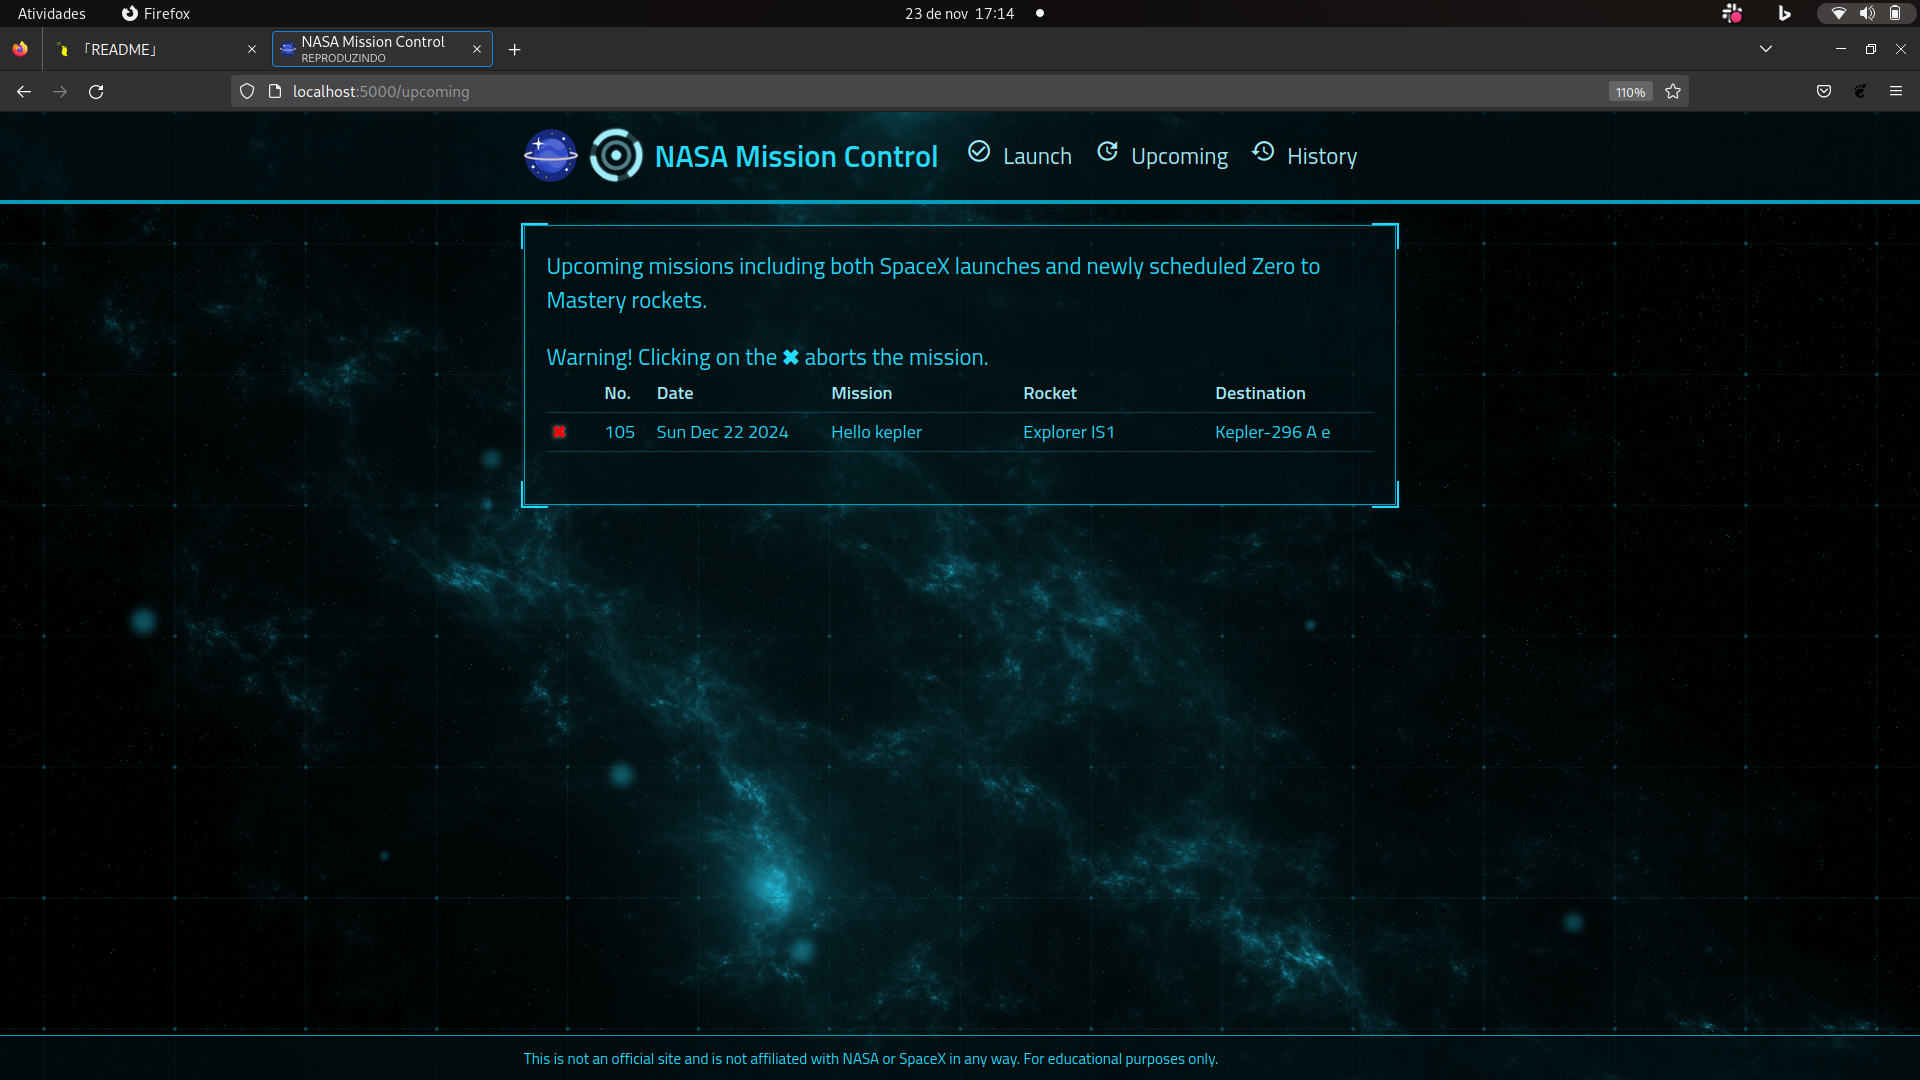 Atividades Firefox 23 de nov 17:14
「README」 NASA Mission Control
REPRODUZINDO
localhost:5000/upcoming 110%
NASA Mission Control Launch Upcoming History
Upcoming missions including both SpaceX launches and newly scheduled Zero to
Mastery rockets.
Warning! Clicking on the ✖ aborts the mission.
No. Date Mission Rocket Destination
✖ 105 Sun Dec 22 2024 Hello kepler Explorer IS1 Kepler-296 A e
This is not an official site and is not affiliated with NASA or SpaceX in any way. For educational purposes only.